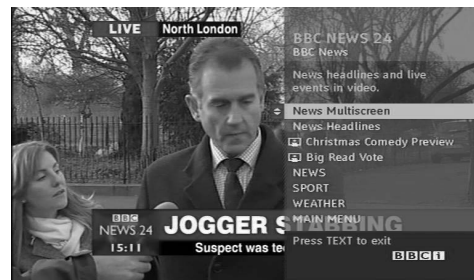 LIVE North London
BBC NEWS 24
BBC News
News headlines and live
events in video.
News Multiscreen
News Headlines
Christmas Comedy Preview
Big Read Vote
NEWS
SPORT
WEATHER
MAIN MENU
Press TEXT to exit
BBCi
BBC
NEWS 24
15:11
JOGGER STABBING
Suspect was